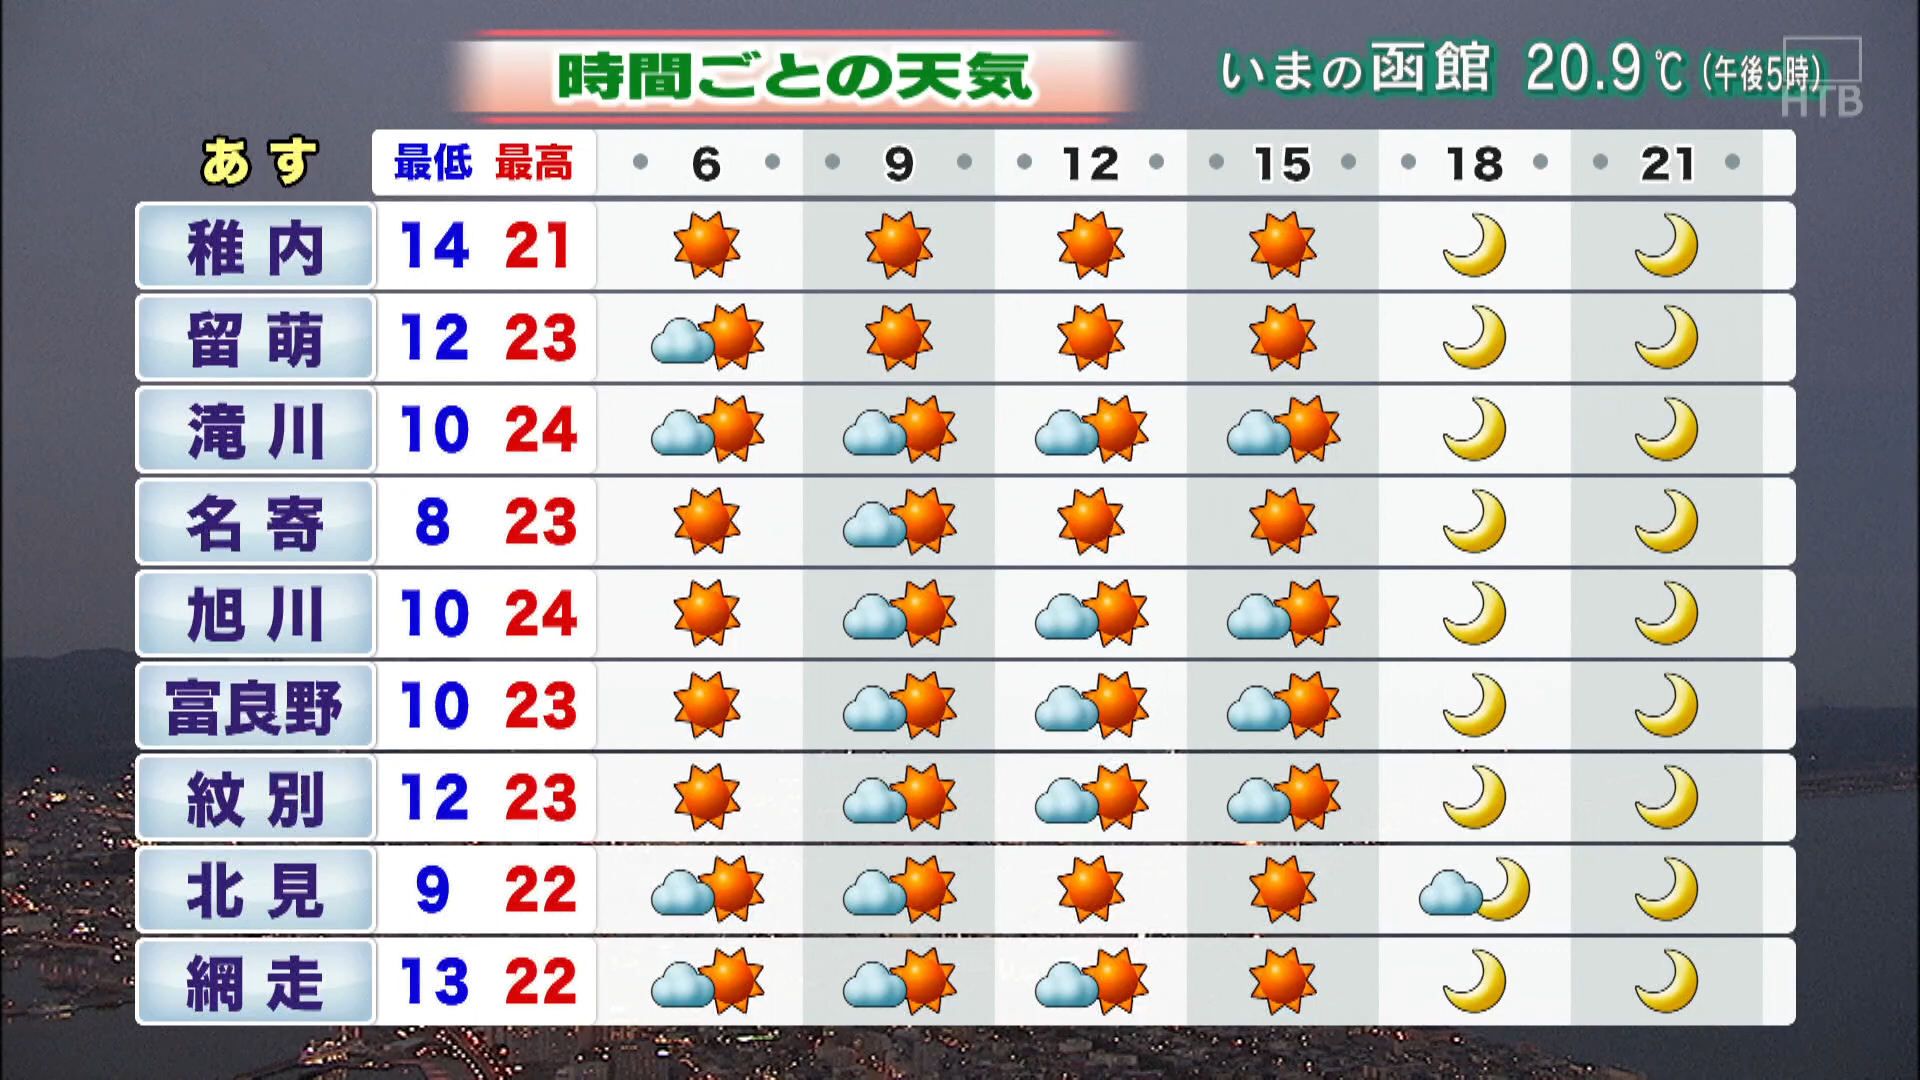 時間ごとの天気
いまの函館 20.9℃(午後5時)
HTB
あす 最低 最高 6 9 12 15 18 21
稚内 14 21
留萌 12 23
滝川 10 24
名寄 8 23
旭川 10 24
富良野 10 23
紋別 12 23
北見 9 22
網走 13 22